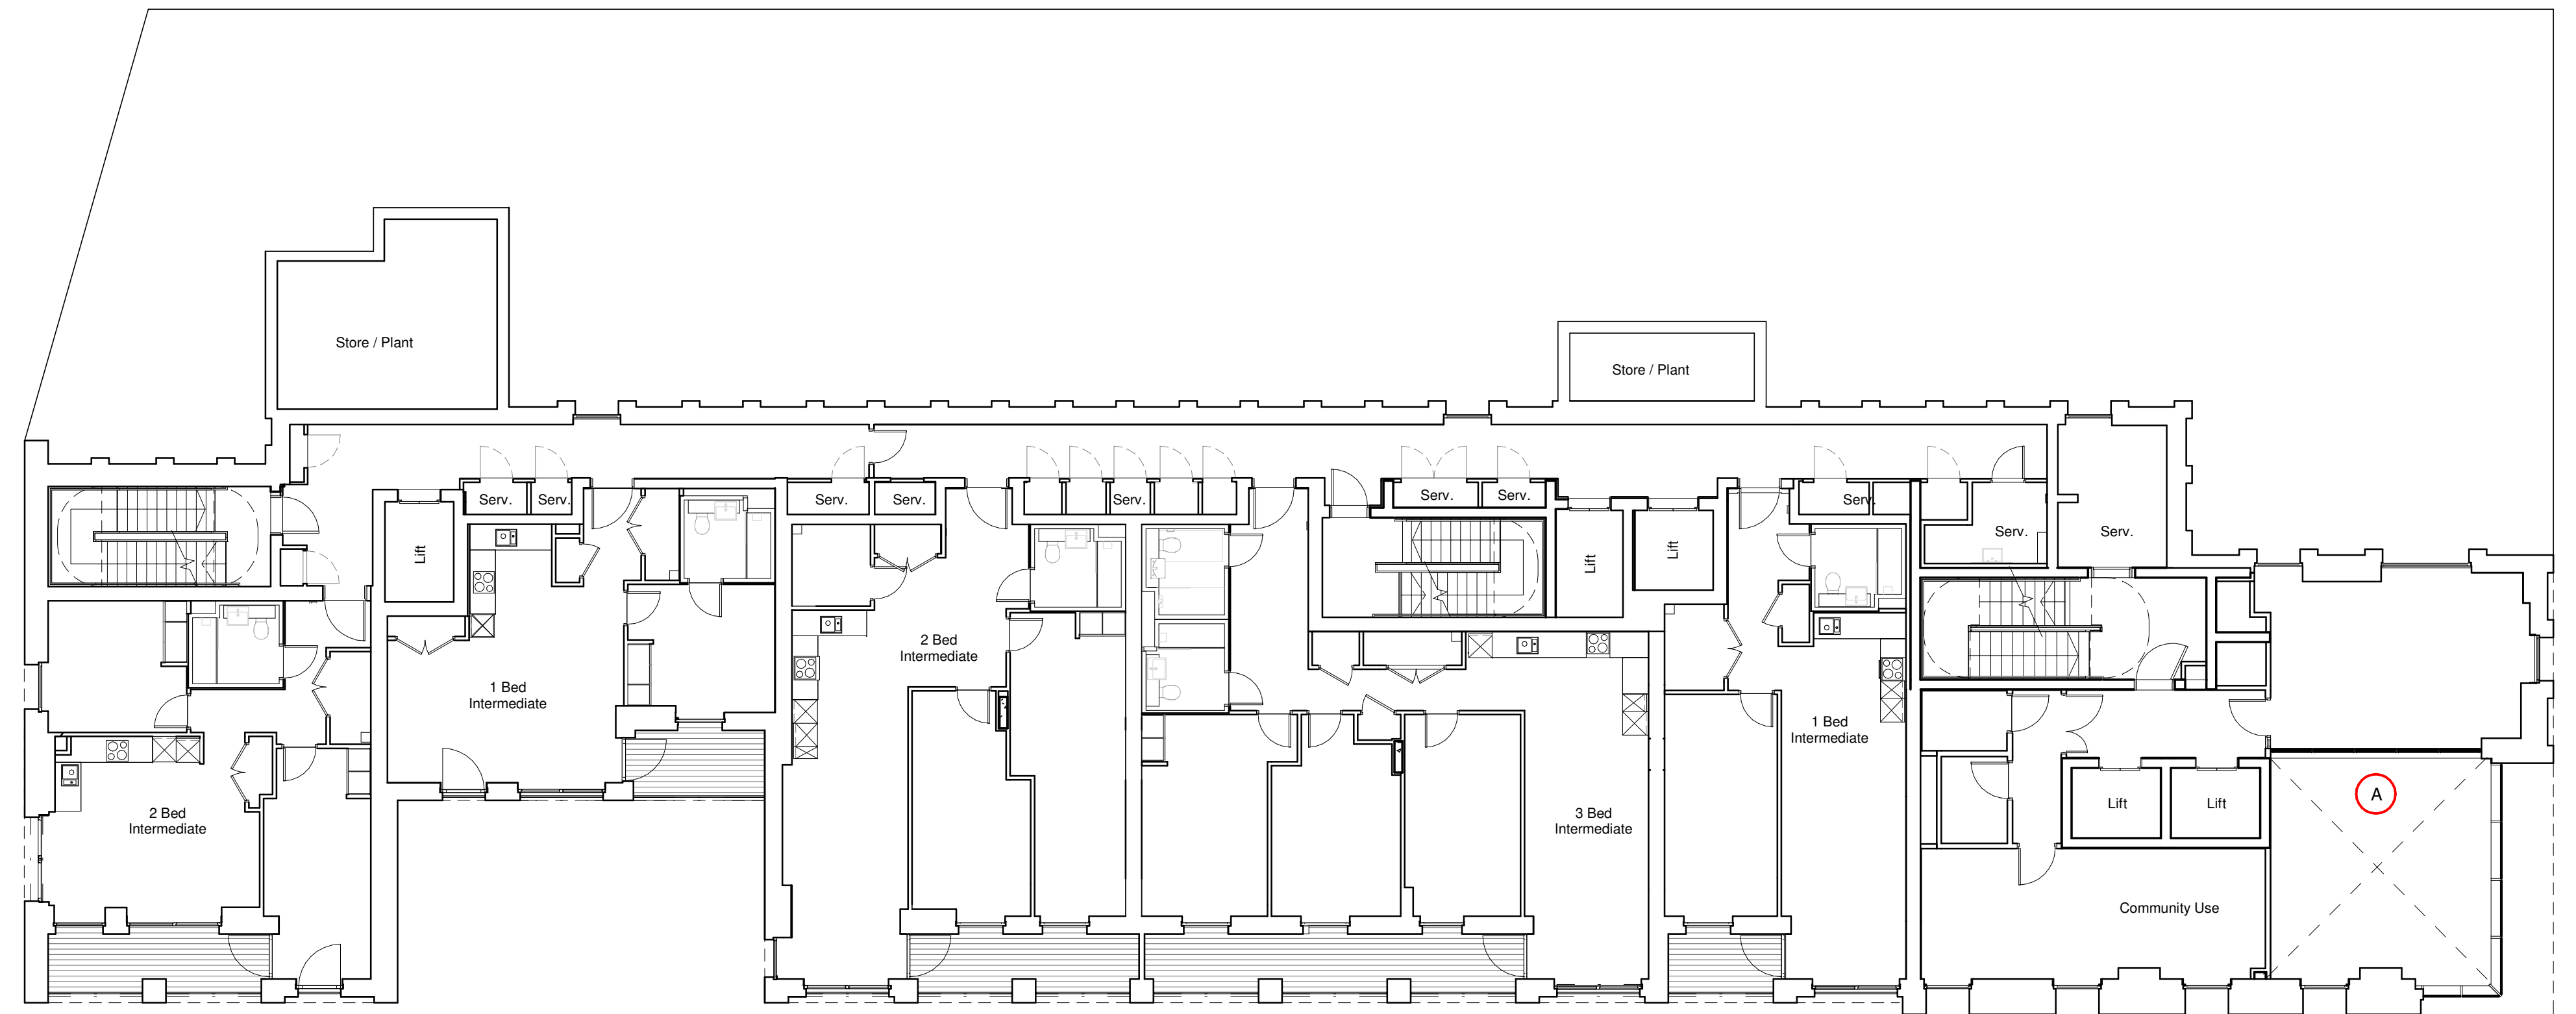 Store / Plant
Store / Plant
Serv.
Serv.
Serv.
Serv.
Serv.
Serv.
Serv.
Serv.
Serv.
Serv.
Lift
Lift
Lift
2 Bed
Intermediate
1 Bed
Intermediate
1 Bed
Intermediate
2 Bed
Intermediate
3 Bed
Intermediate
Lift
Lift
A
Community Use